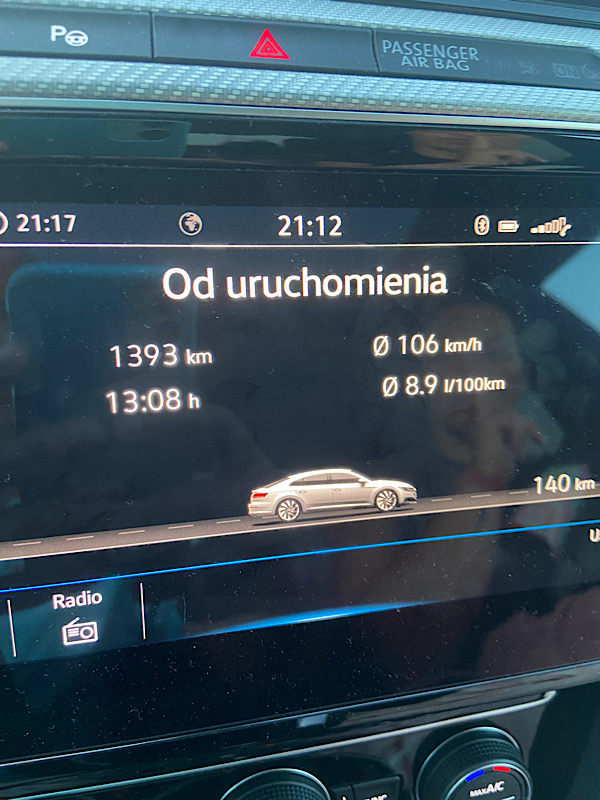 P
PASSENGER
AIR BAG
21:17
21:12
Od uruchomienia
1393 km
Ø 106 km/h
13:08 h
Ø 8.9 l/100km
140 km
Radio
MAX A/C